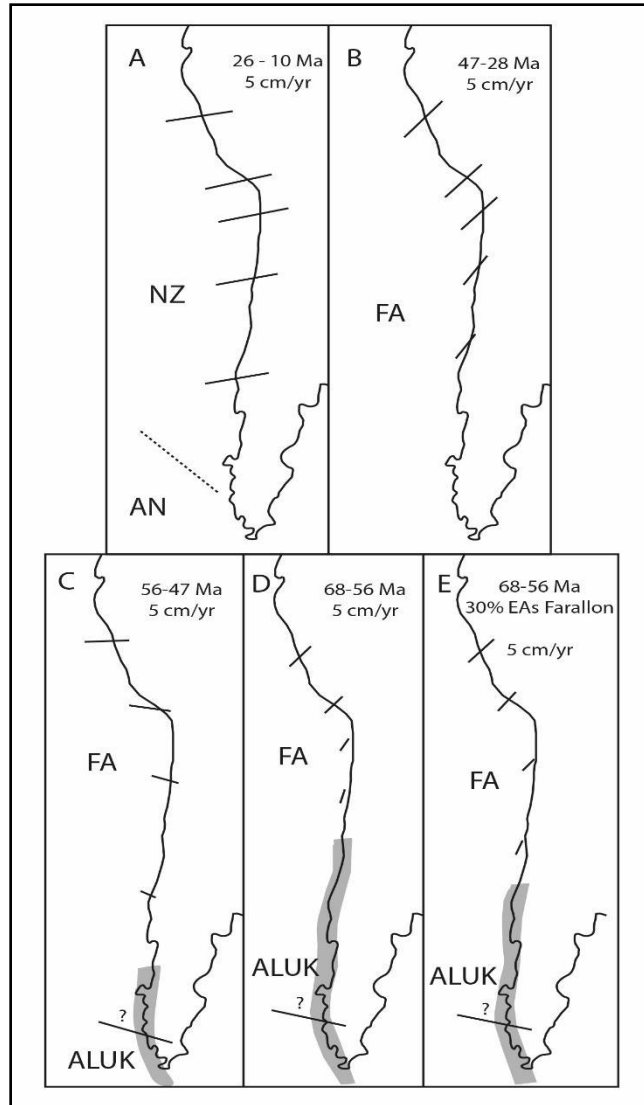 A
26 - 10 Ma
5 cm/yr
NZ
AN
B
47-28 Ma
5 cm/yr
FA
C
56-47 Ma
5 cm/yr
FA
?
ALUK
D
68-56 Ma
5 cm/yr
FA
ALUK
?
E
68-56 Ma
30% EAs Farallon
5 cm/yr
FA
ALUK
?